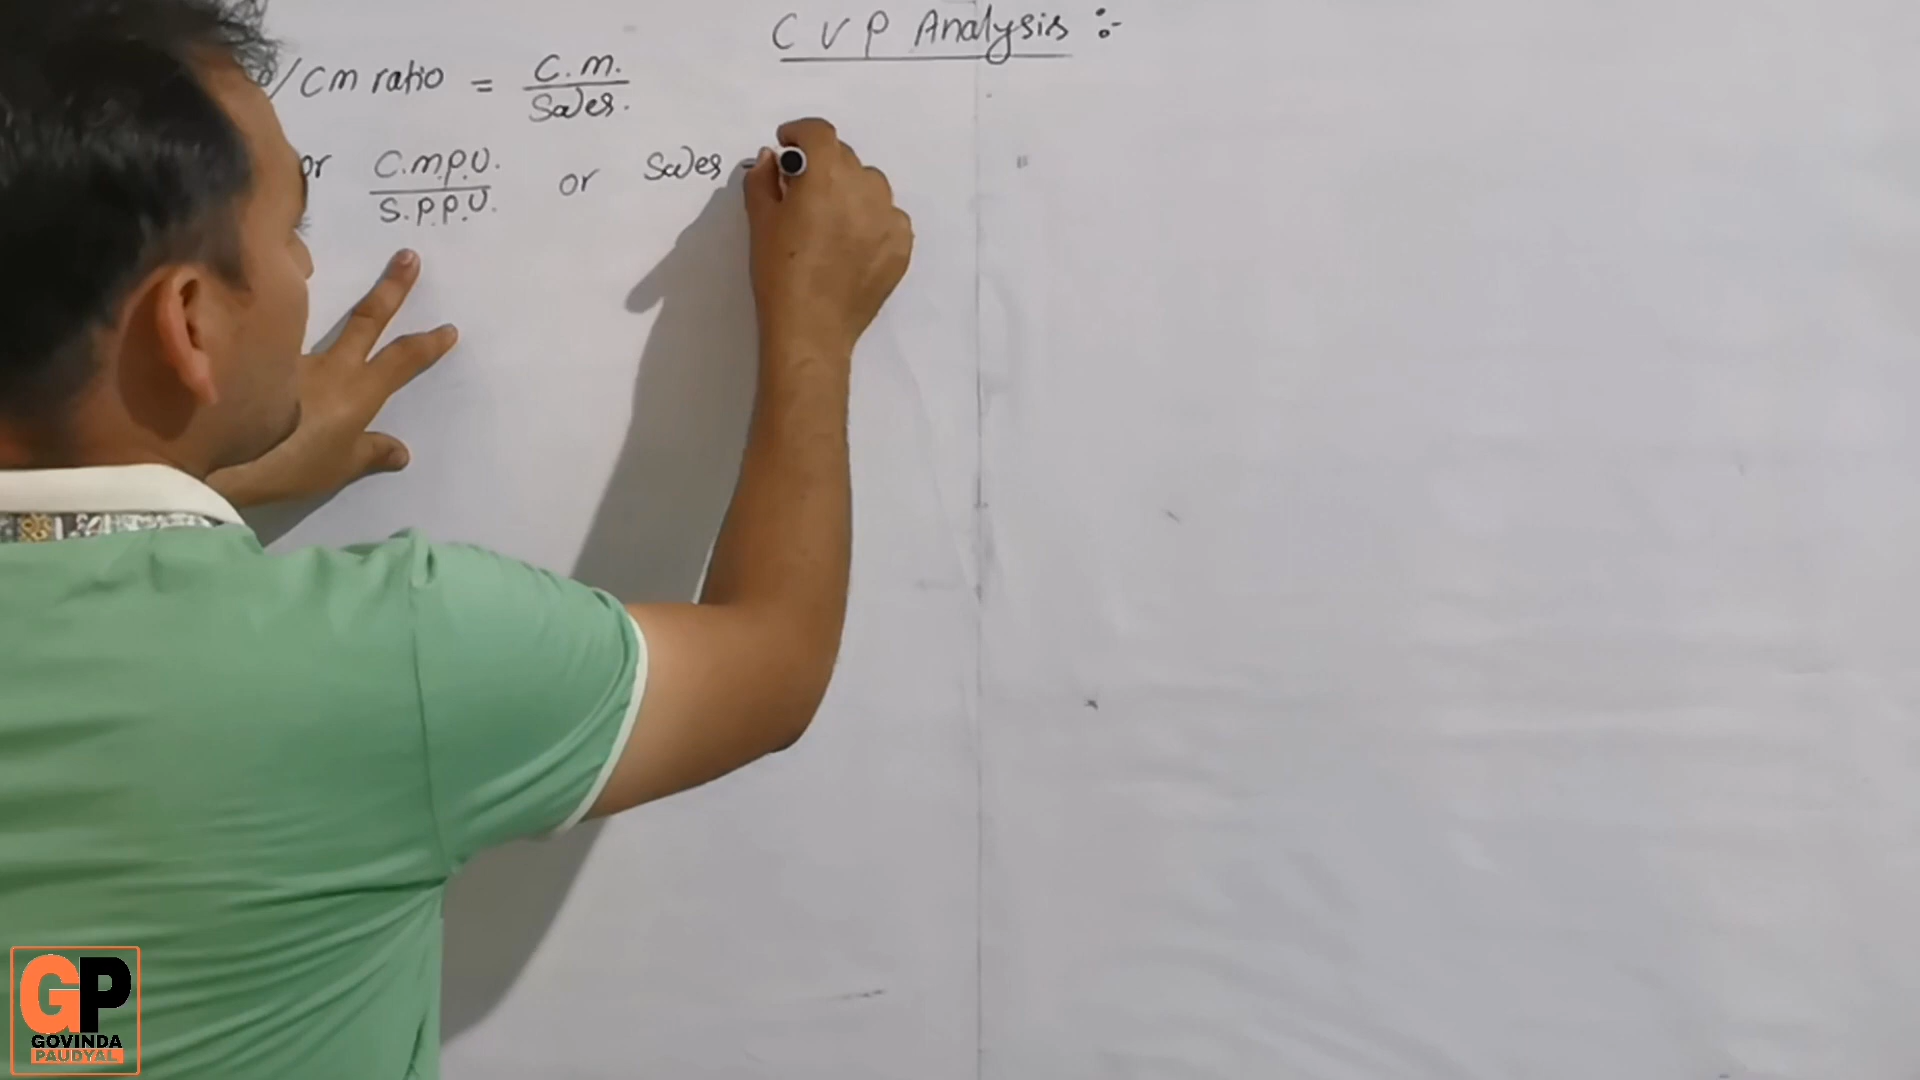 C V P Analysis :-
/ Cm ratio = C.M. / Sales.
or C.M.P.U. / S.P.P.U. or Sales -
GP
GOVINDA
PAUDYAL